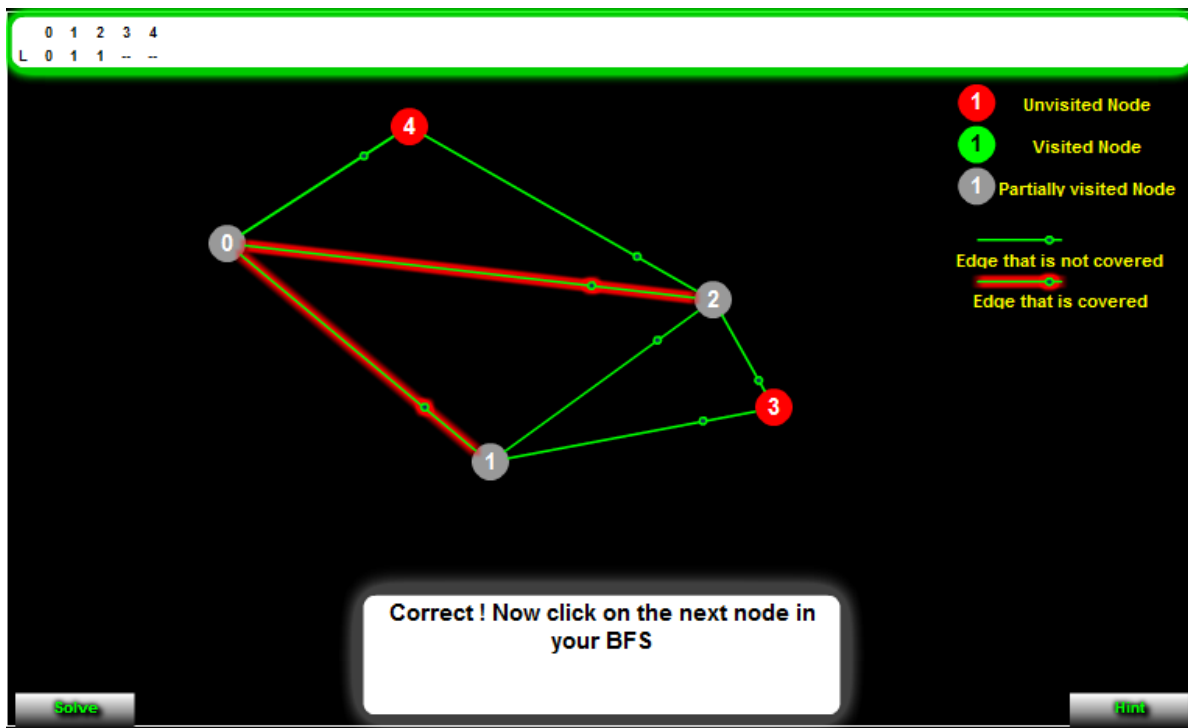 0 1 2 3 4
L 0 1 1 -- --
4
0
2
3
1
1 Unvisited Node
1 Visited Node
1 Partially visited Node
Edge that is not covered
Edge that is covered
Correct ! Now click on the next node in
your BFS
Solve
Hint